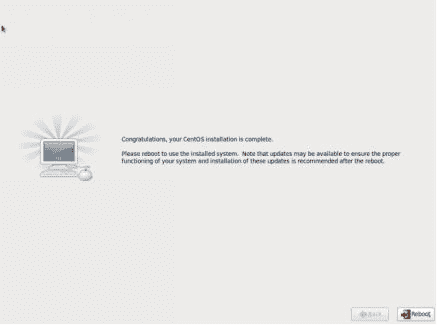 Congratulations, your CentOS installation is complete.
Please reboot to use the installed system. Note that updates may be available to ensure the proper
functioning of your system and installation of these updates is recommended after the reboot.
Back
Reboot